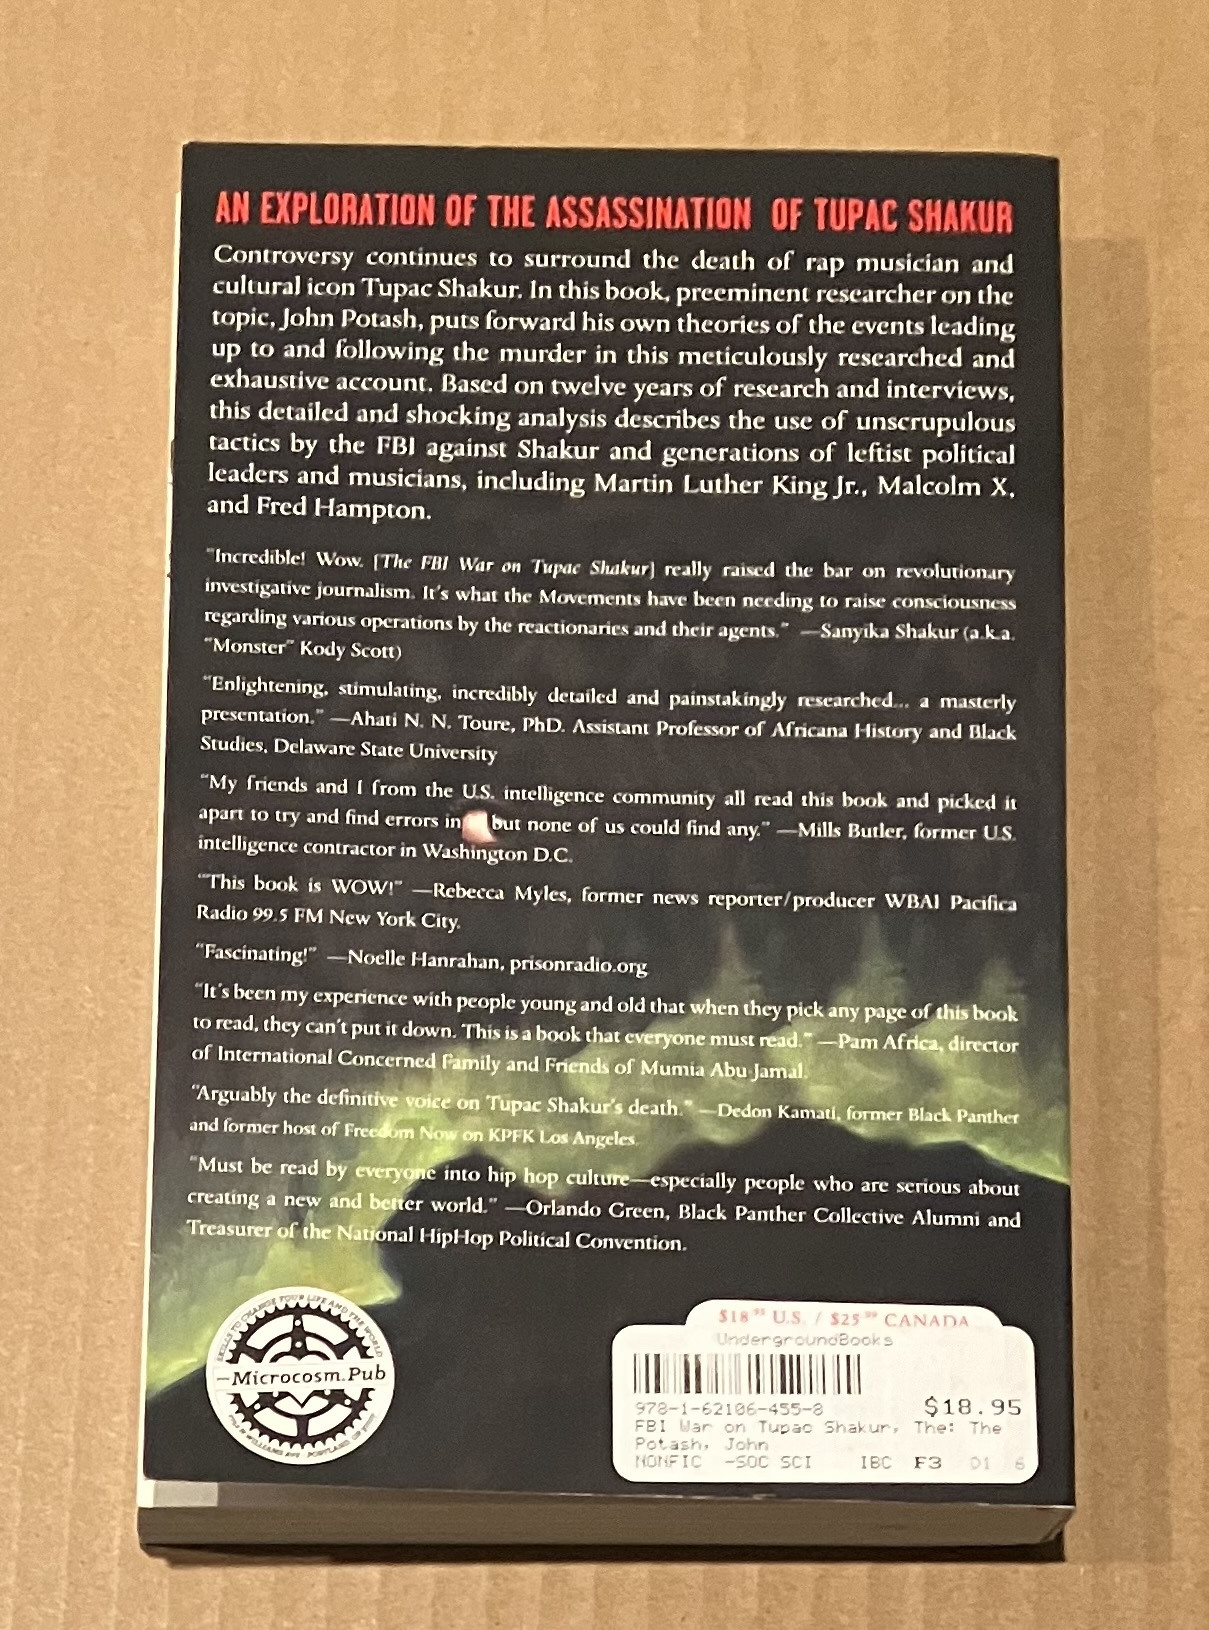 AN EXPLORATION OF THE ASSASSINATION OF TUPAC SHAKUR
Controversy continues to surround the death of rap musician and
cultural icon Tupac Shakur. In this book, preeminent researcher on the
topic, John Potash, puts forward his own theories of the events leading
up to and following the murder in this meticulously researched and
exhaustive account. Based on twelve years of research and interviews,
this detailed and shocking analysis describes the use of unscrupulous
tactics by the FBI against Shakur and generations of leftist political
leaders and musicians, including Martin Luther King Jr., Malcolm X,
and Fred Hampton.
"Incredible! Wow. [The FBI War on Tupac Shakur] really raised the bar on revolutionary
investigative journalism. It's what the Movements have been needing to raise consciousness
regarding various operations by the reactionaries and their agents." —Sanyika Shakur (a.k.a.
"Monster" Kody Scott)
"Enlightening, stimulating, incredibly detailed and painstakingly researched... a masterly
presentation." —Ahati N. N. Toure, PhD. Assistant Professor of Africana History and Black
Studies, Delaware State University
"My friends and I from the U.S. intelligence community all read this book and picked it
apart to try and find errors in but none of us could find any." —Mills Butler, former U.S.
intelligence contractor in Washington D.C.
"This book is WOW!" —Rebecca Myles, former news reporter/producer WBAI Pacifica
Radio 99.5 FM New York City.
"Fascinating!" —Noelle Hanrahan, prisonradio.org
"It's been my experience with people young and old that when they pick any page of this book
to read, they can't put it down. This is a book that everyone must read." —Pam Africa, director
of International Concerned Family and Friends of Mumia Abu-Jamal.
"Arguably the definitive voice on Tupac Shakur's death." —Dedon Kamati, former Black Panther
and former host of Freedom Now on KPFK Los Angeles.
"Must be read by everyone into hip hop culture—especially people who are serious about
creating a new and better world." —Orlando Green, Black Panther Collective Alumni and
Treasurer of the National HipHop Political Convention.
SKILLS TO CHANGE YOUR LIFE AND THE WORLD
Microcosm.Pub
$18.95 U.S. / $25.99 CANADA
UndergroundBooks
978-1-62106-455-8 $18.95
FBI War on Tupac Shakur, The: The
Potash, John
NONFIC -SOC SCI IBC F3 01 6